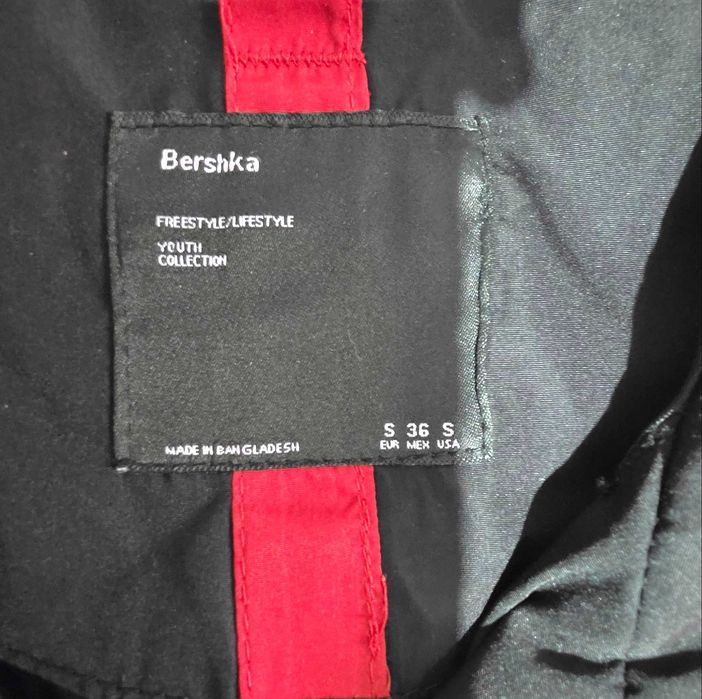 Bershka
FREESTYLE/LIFESTYLE
YOUTH
COLLECTION
S 36 S
EUR MEX USA
MADE IN BANGLADESH